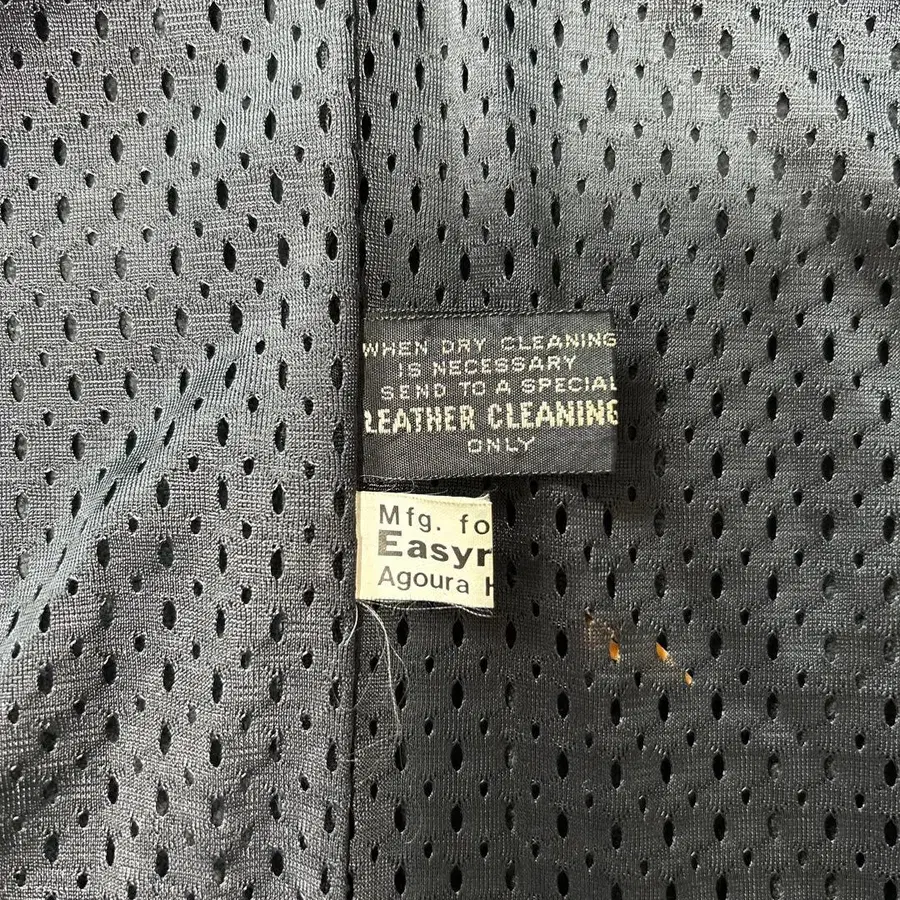 WHEN DRY CLEANING
IS NECESSARY
SEND TO A SPECIAL
LEATHER CLEANING
ONLY
Mfg. fo
Easyr
Agoura H